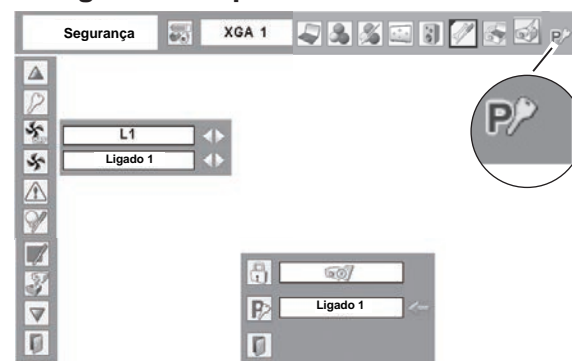 Segurança XGA 1
P
P
L1
Ligado 1
P Ligado 1